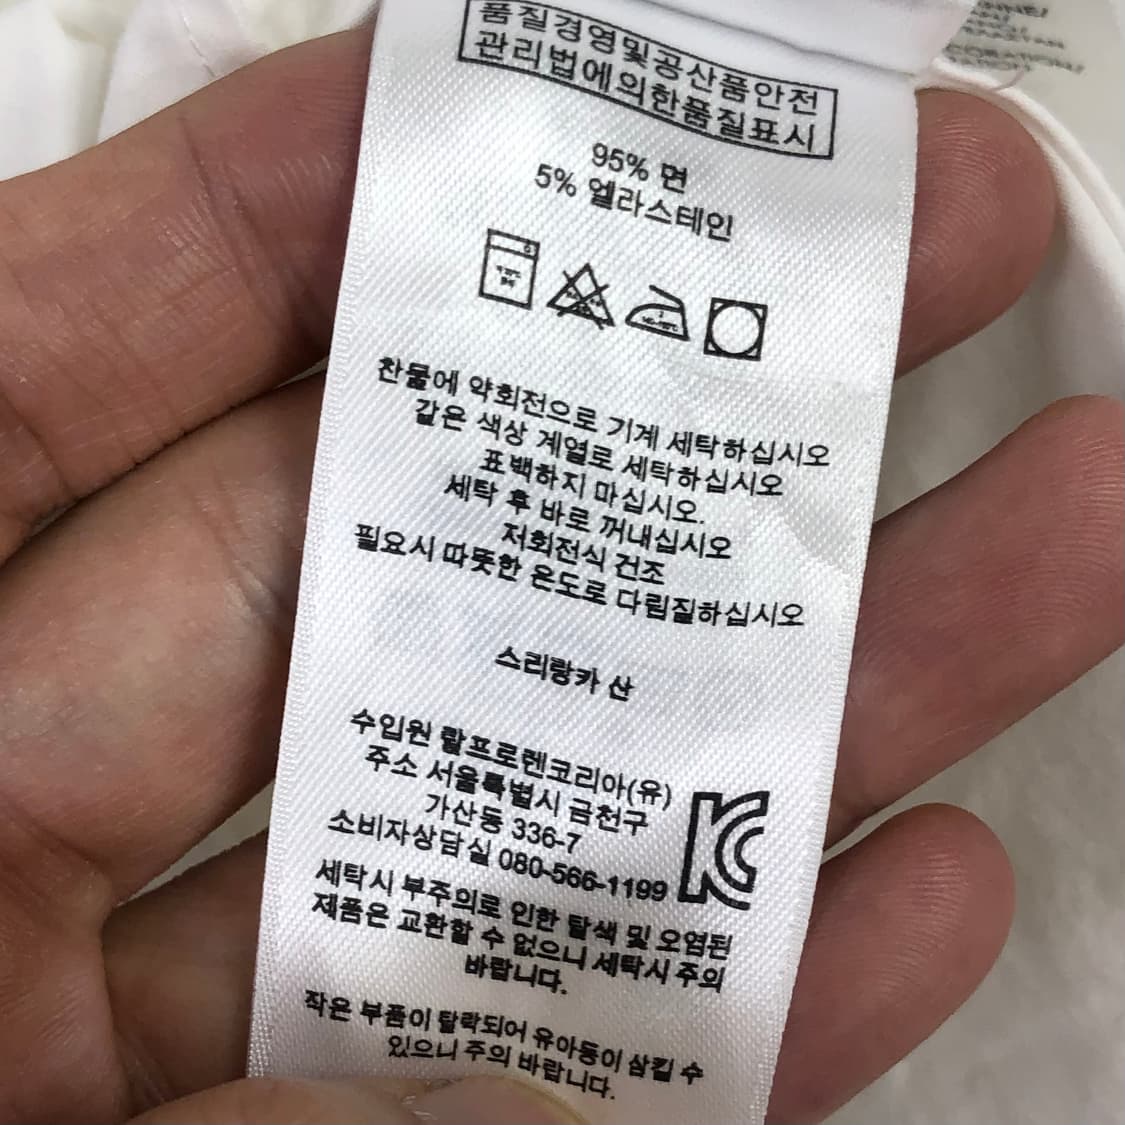 품질경영및공산품안전
관리법에의한품질표시
95% 면
5% 엘라스테인
찬물에 약회전으로 기계 세탁하십시오
같은 색상 계열로 세탁하십시오
표백하지 마십시오.
세탁 후 바로 꺼내십시오
저회전식 건조
필요시 따뜻한 온도로 다림질하십시오
스리랑카 산
수입원 랄프로렌코리아(유)
주소 서울특별시 금천구
가산동 336-7
소비자상담실 080-566-1199
세탁시 부주의로 인한 탈색 및 오염된
제품은 교환할 수 없으니 세탁시 주의
바랍니다.
작은 부품이 탈락되어 유아등이 삼킬 수
있으니 주의 바랍니다.